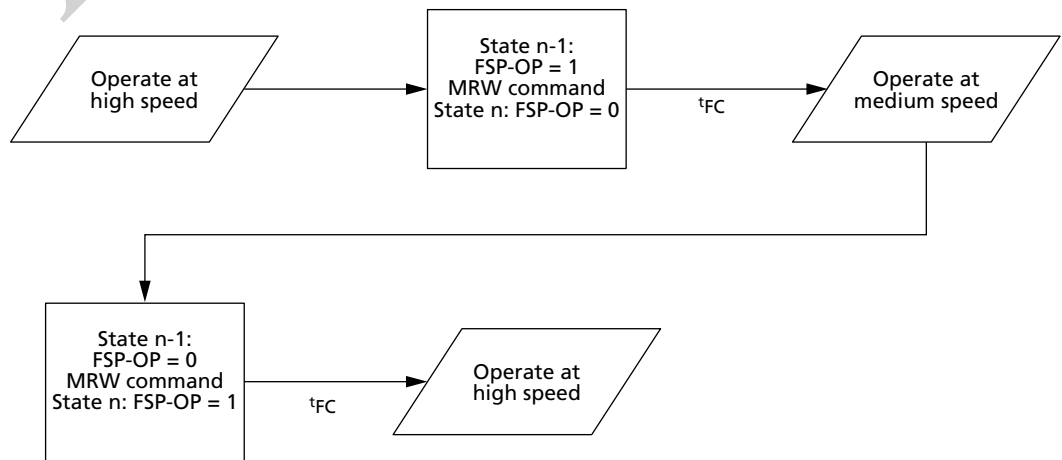 Operate at
high speed
State n-1:
FSP-OP = 1
MRW command
State n: FSP-OP = 0
tFC
Operate at
medium speed
State n-1:
FSP-OP = 0
MRW command
State n: FSP-OP = 1
tFC
Operate at
high speed